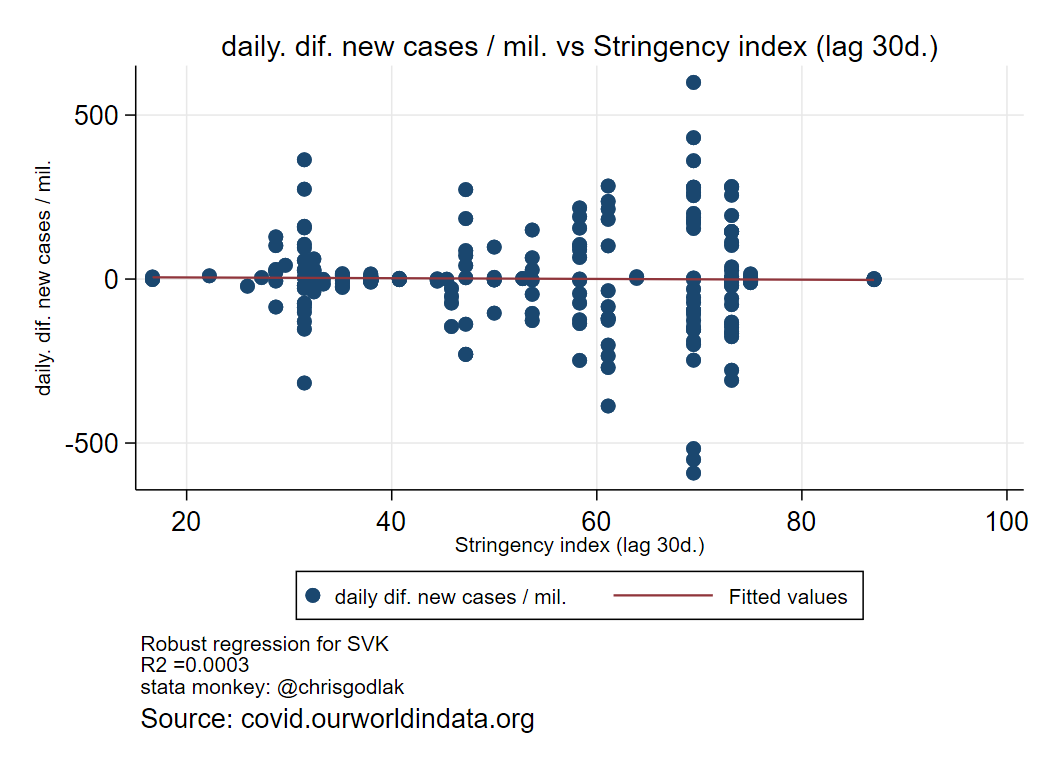 daily. dif. new cases / mil. vs Stringency index (lag 30d.)
daily. dif. new cases / mil.
500
0
-500
20 40 60 80 100
Stringency index (lag 30d.)
daily dif. new cases / mil. Fitted values
Robust regression for SVK
R2 =0.0003
stata monkey: @chrisgodlak
Source: covid.ourworldindata.org